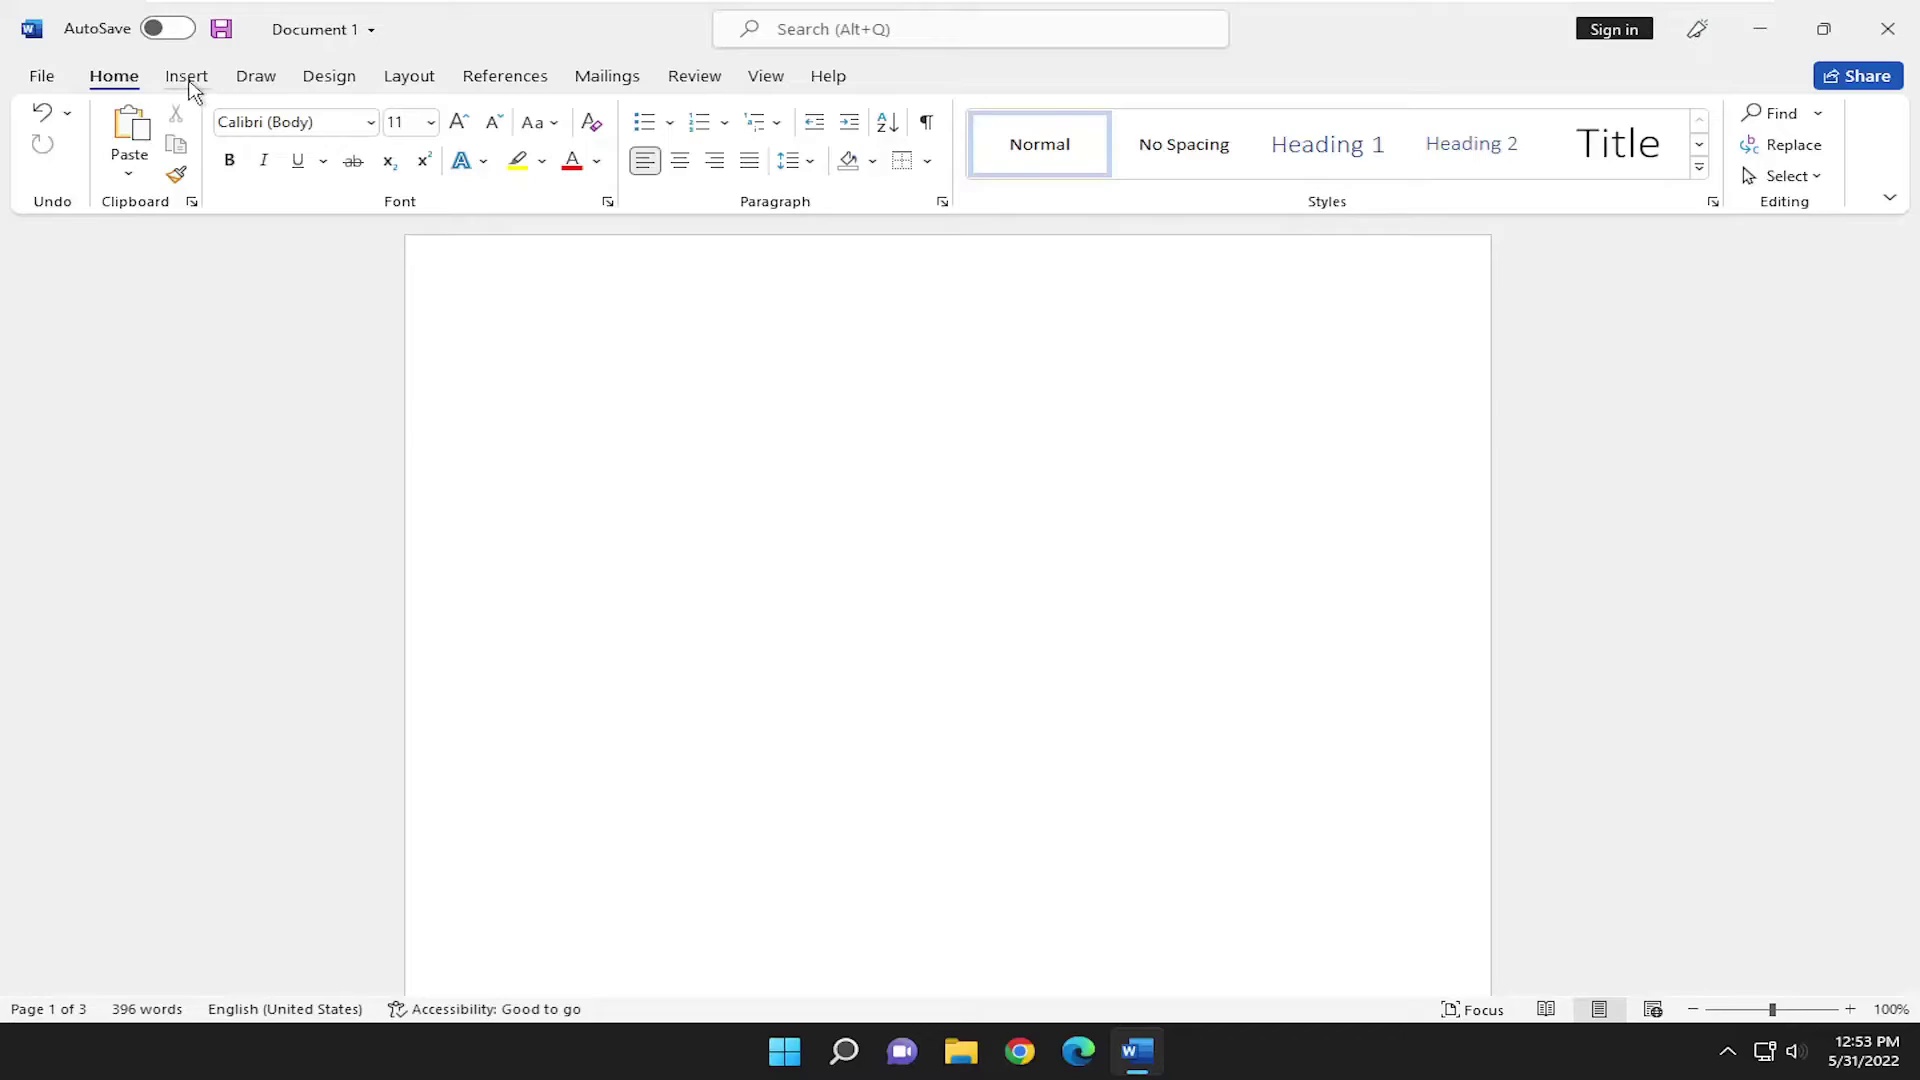 AutoSave Document 1 Search (Alt+Q) Sign in
File Home Insert Draw Design Layout References Mailings Review View Help Share
Paste Calibri (Body) 11 Aa Normal No Spacing Heading 1 Heading 2 Title Find
Replace
Select
Undo Clipboard Font Paragraph Styles Editing
Page 1 of 3 396 words English (United States) Accessibility: Good to go Focus 100%
12:53 PM
5/31/2022